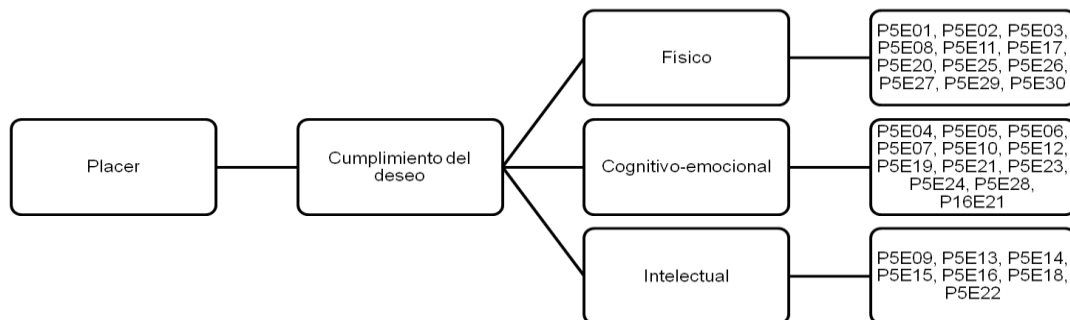 Placer
Cumplimiento del
deseo
Físico
P5E01, P5E02, P5E03,
P5E08, P5E11, P5E17,
P5E20, P5E25, P5E26,
P5E27, P5E29, P5E30
Cognitivo-emocional
P5E04, P5E05, P5E06,
P5E07, P5E10, P5E12,
P5E19, P5E21, P5E23,
P5E24, P5E28,
P16E21
Intelectual
P5E09, P5E13, P5E14,
P5E15, P5E16, P5E18,
P5E22